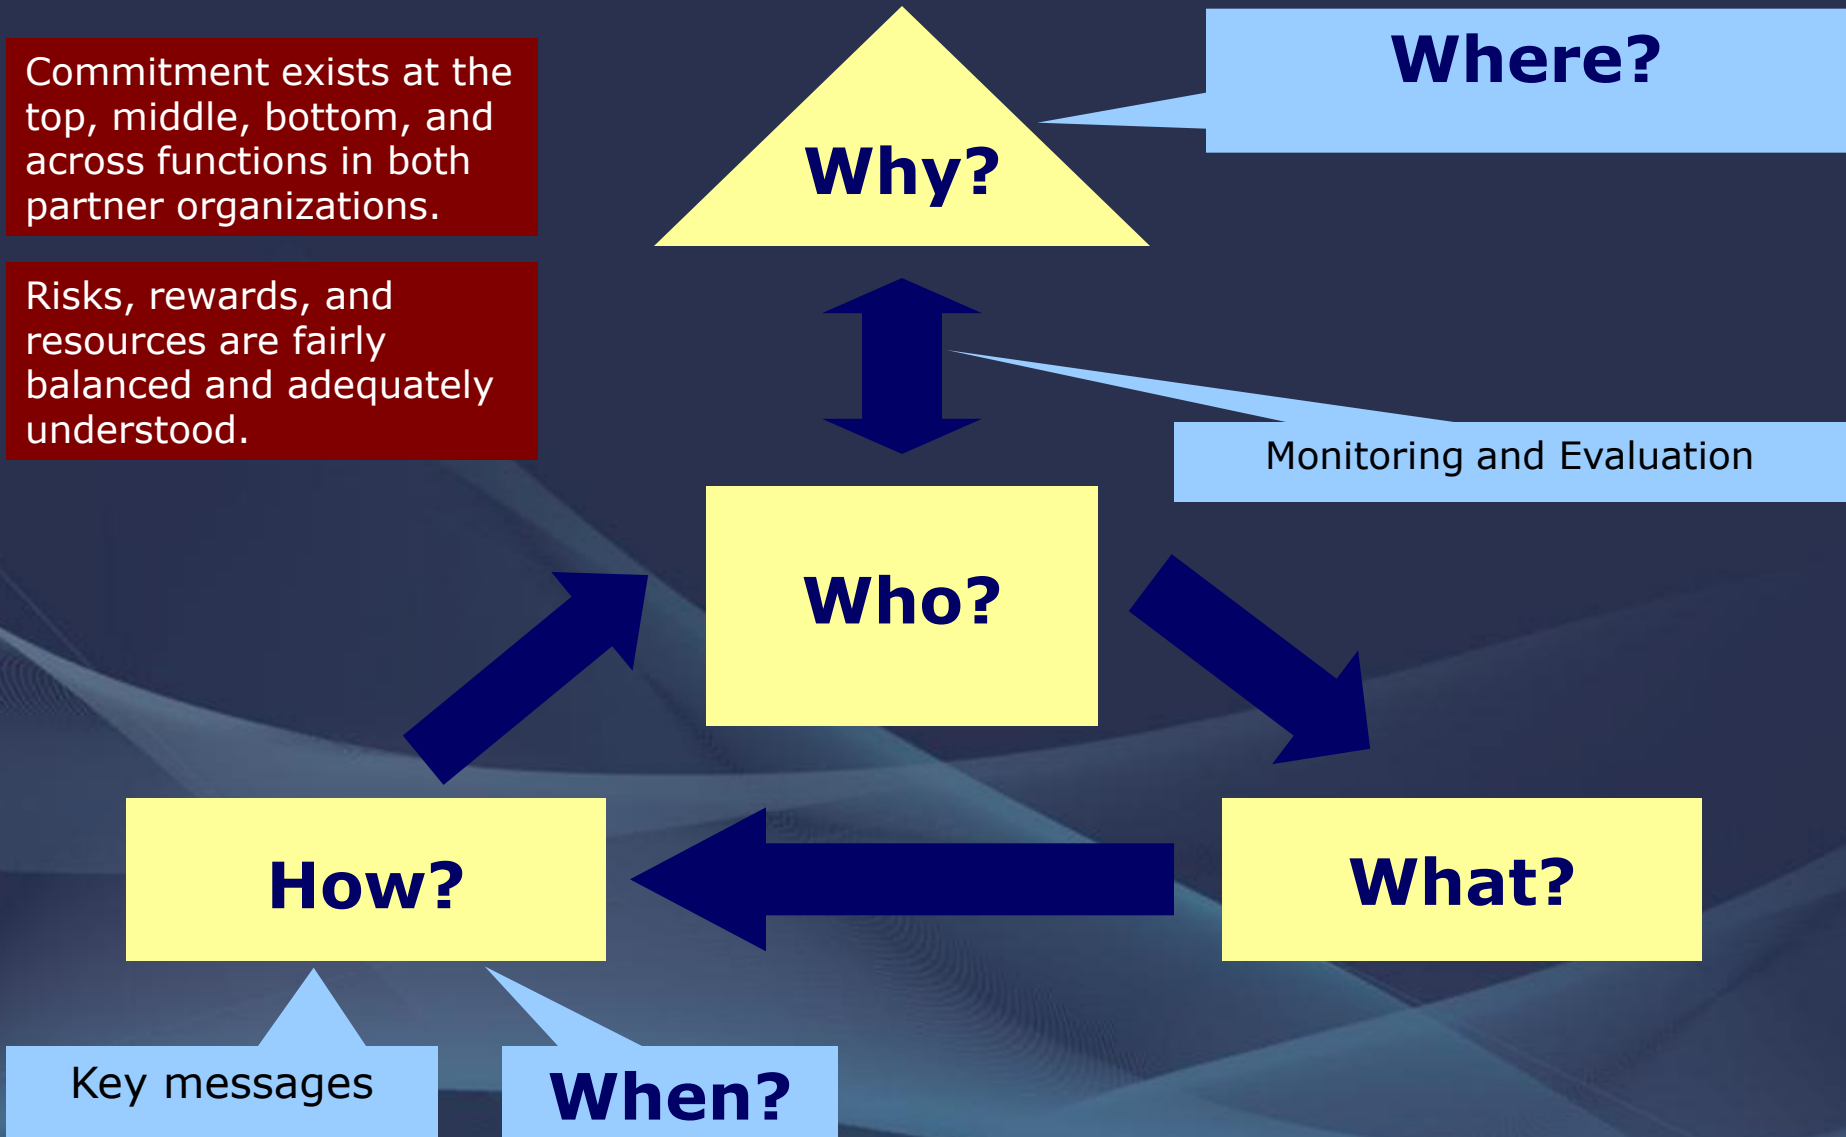 Commitment exists at the
top, middle, bottom, and
across functions in both
partner organizations.
Risks, rewards, and
resources are fairly
balanced and adequately
understood.
Why?
Where?
Monitoring and Evaluation
Who?
How?
What?
Key messages
When?